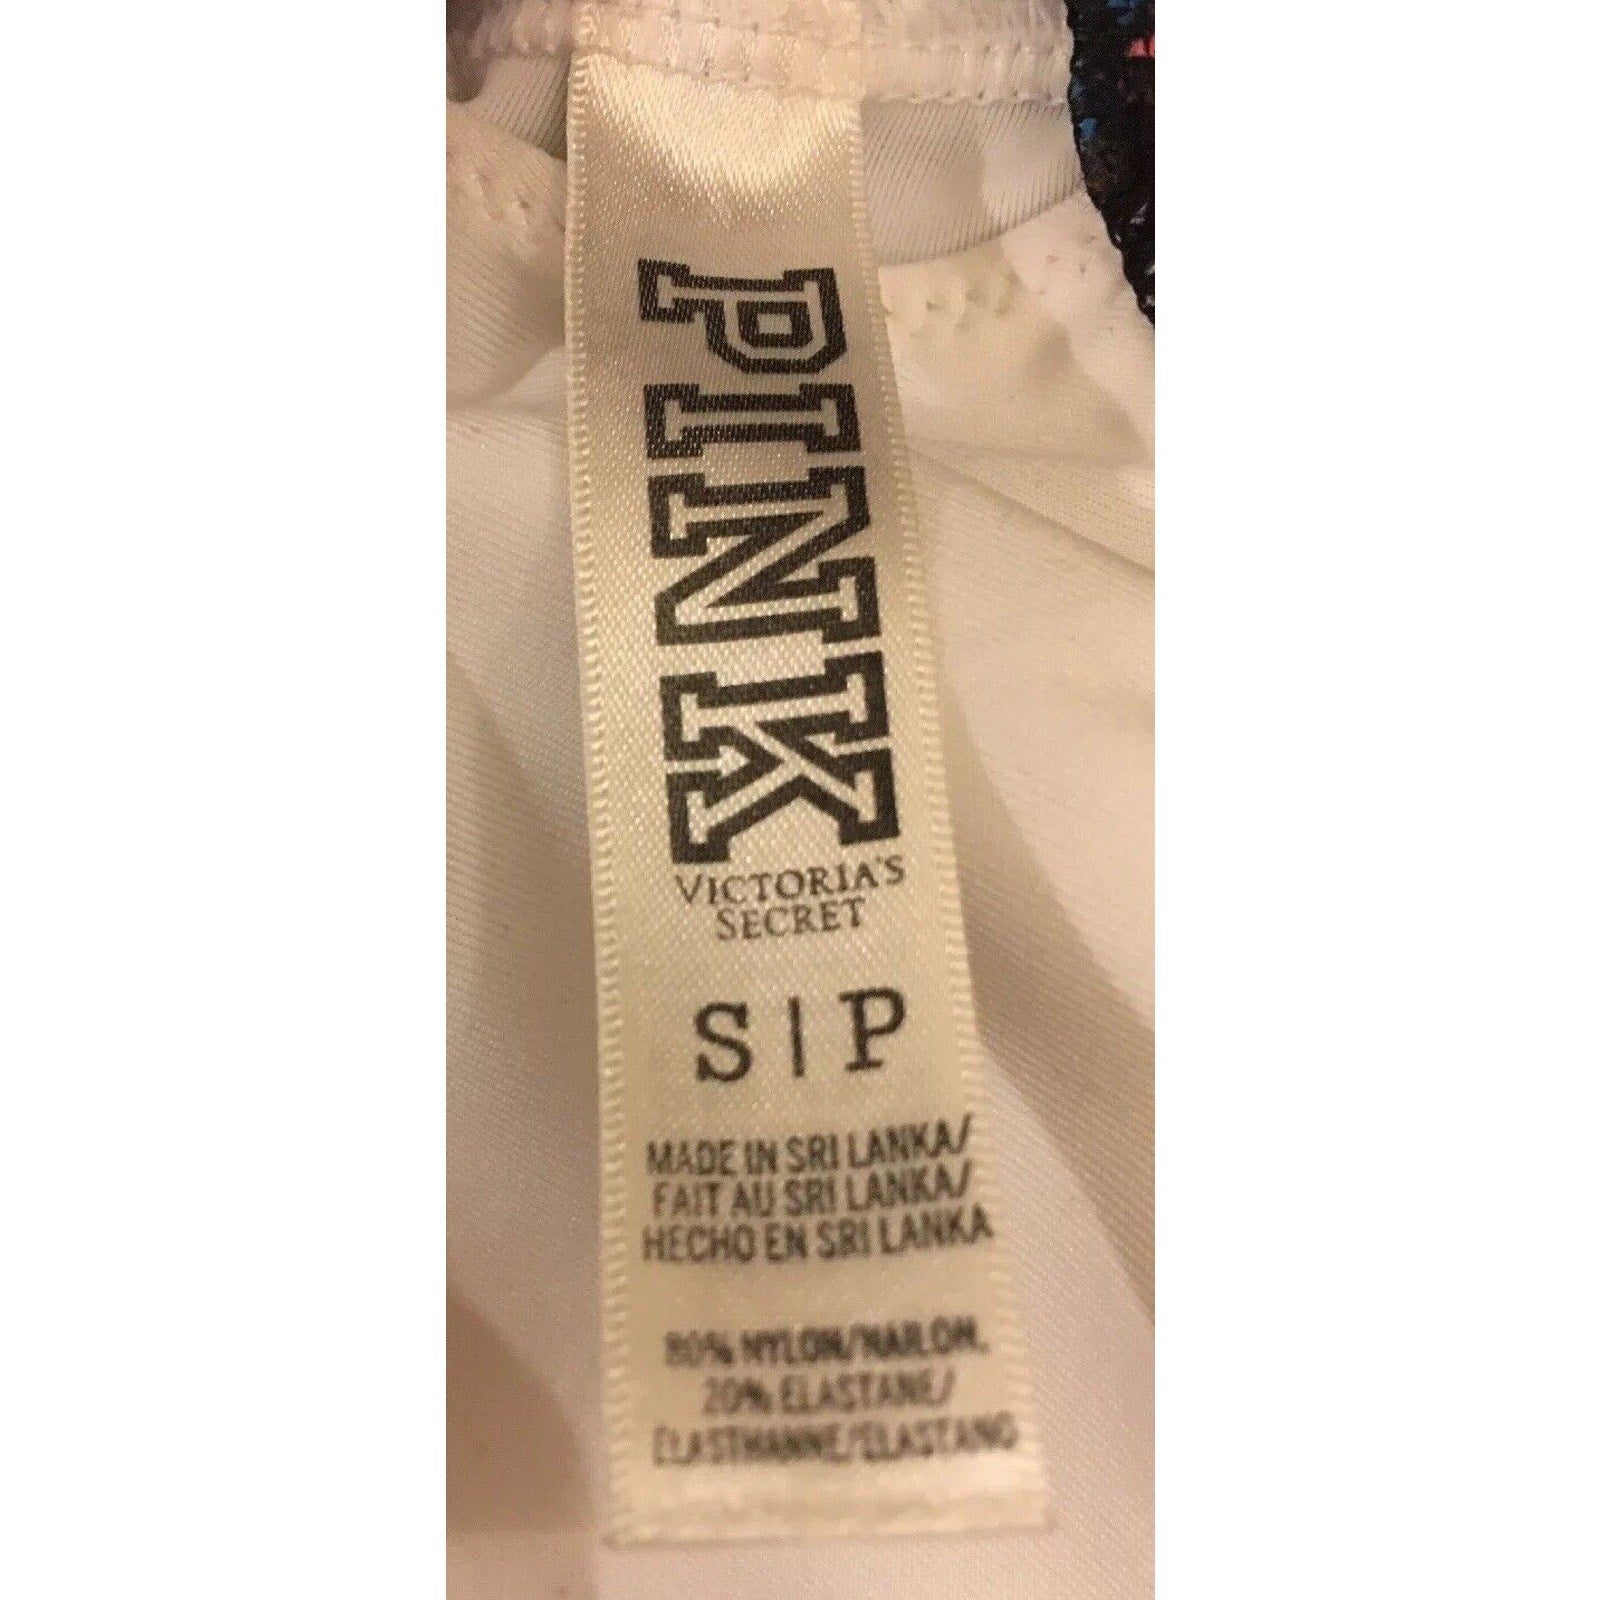 PINK
VICTORIA'S
SECRET
S|P
MADE IN SRI LANKA/
FAIT AU SRI LANKA/
HECHO EN SRI LANKA
80% NYLON/NAILON,
20% ELASTANE/
ÉLASTHANNE/ELASTANO